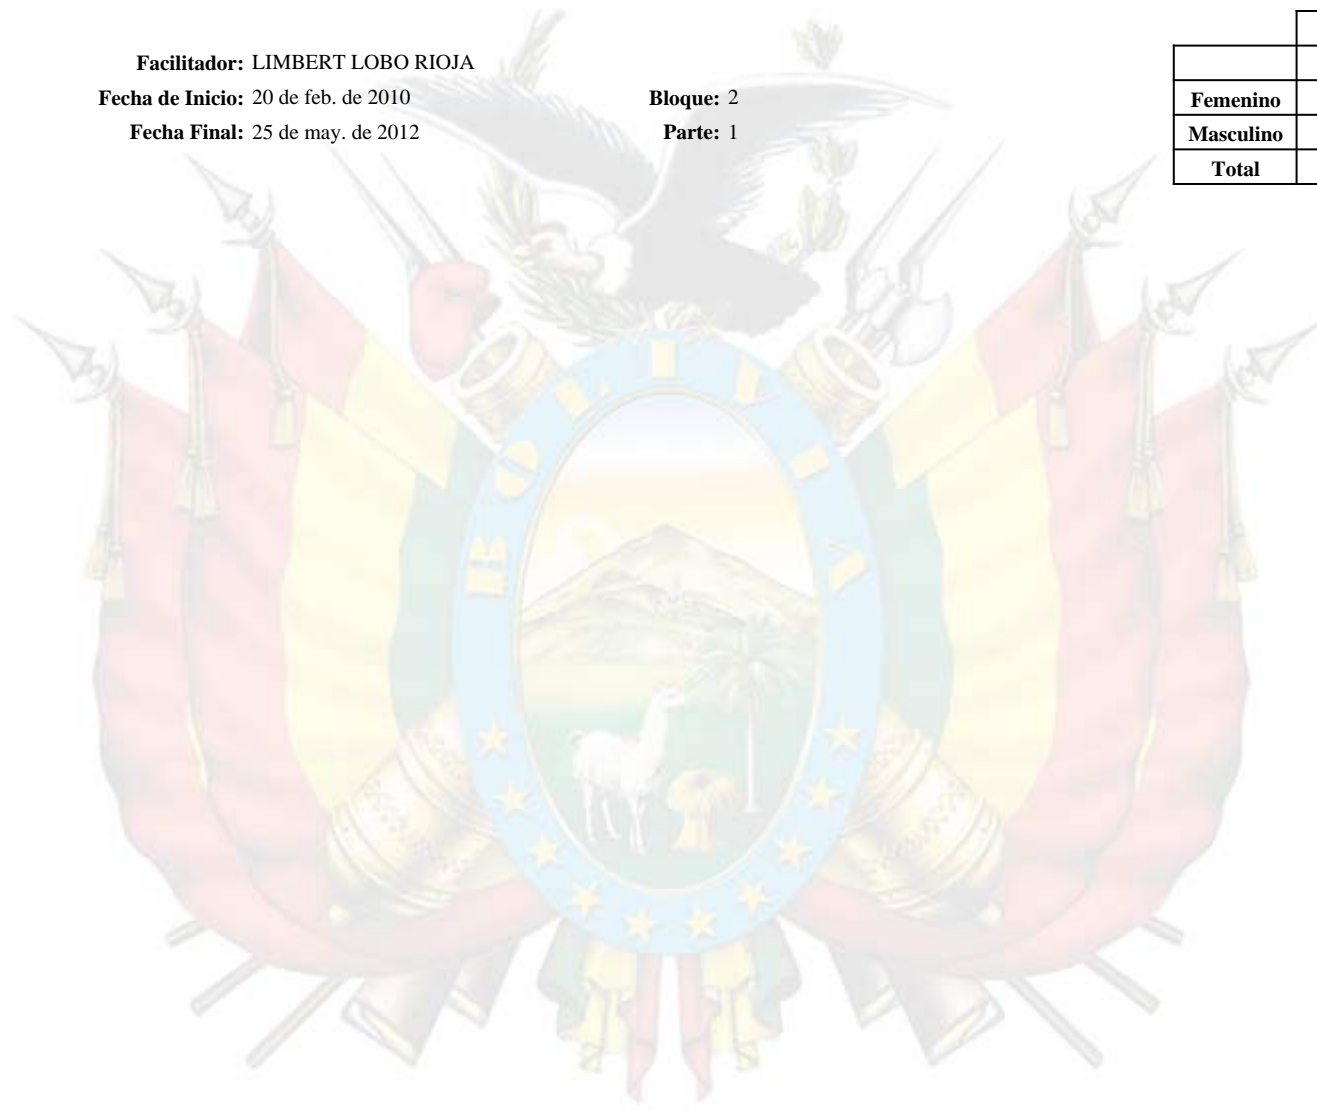 Facilitador: LIMBERT LOBO RIOJA
Fecha de Inicio: 20 de feb. de 2010 Bloque: 2
Fecha Final: 25 de may. de 2012 Parte: 1
Femenino
Masculino
Total
BOLIVIA